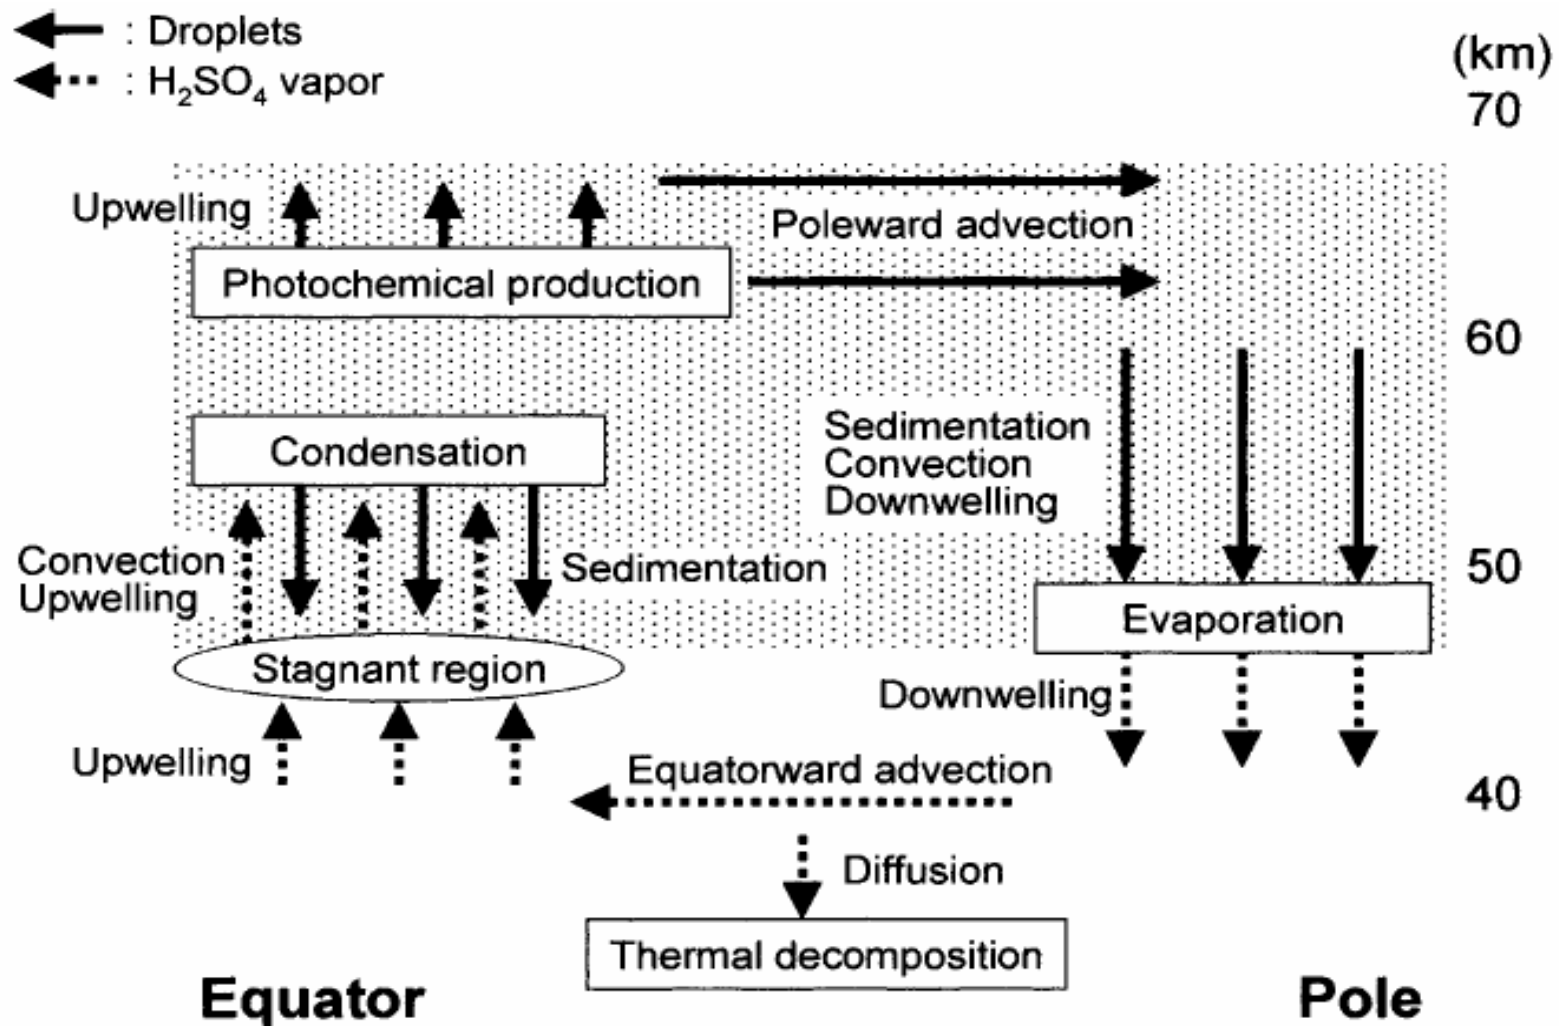 : Droplets
: H₂SO₄ vapor
(km)
70
Upwelling
Poleward advection
Photochemical production
60
Condensation
Sedimentation
Convection
Downwelling
Convection
Upwelling
Sedimentation
50
Evaporation
Stagnant region
Downwelling
Upwelling
Equatorward advection
40
Diffusion
Thermal decomposition
Equator
Pole